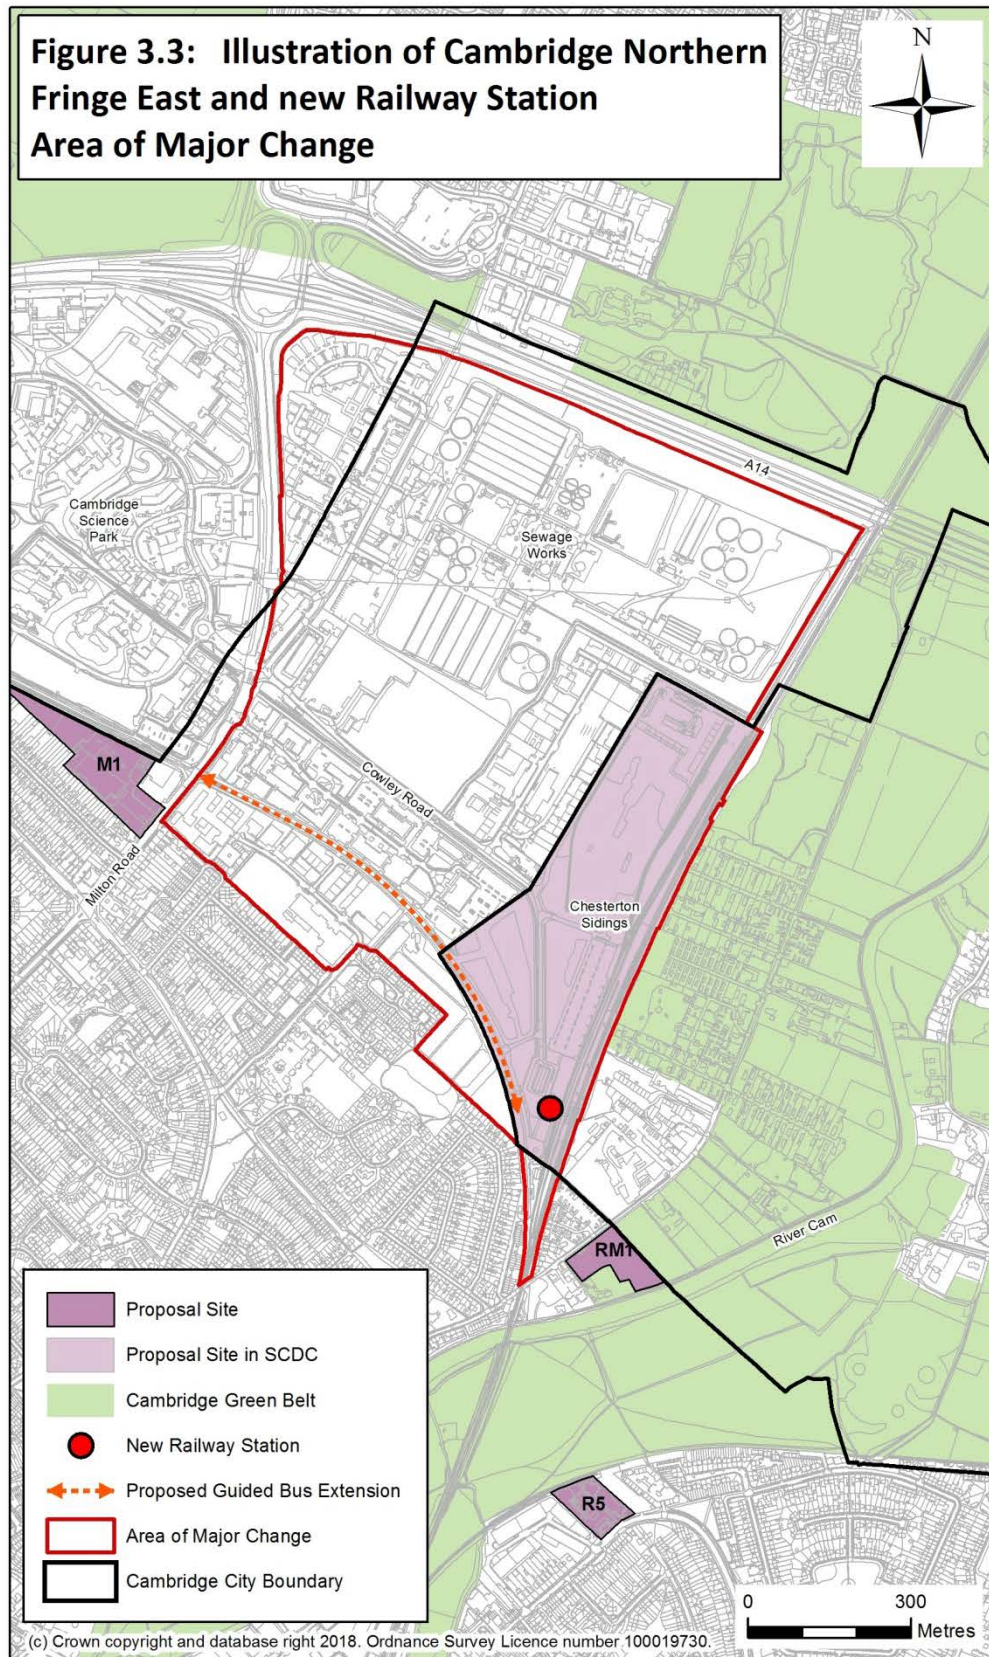 Figure 3.3: Illustration of Cambridge Northern
Fringe East and new Railway Station
Area of Major Change
N
A14
Cambridge
Science
Park
Sewage
Works
M1
Cowley Road
Milton Road
Chesterton
Sidings
RM1
River Cam
R5
Proposal Site
Proposal Site in SCDC
Cambridge Green Belt
New Railway Station
Proposed Guided Bus Extension
Area of Major Change
Cambridge City Boundary
0 300
Metres
(c) Crown copyright and database right 2018. Ordnance Survey Licence number 100019730.